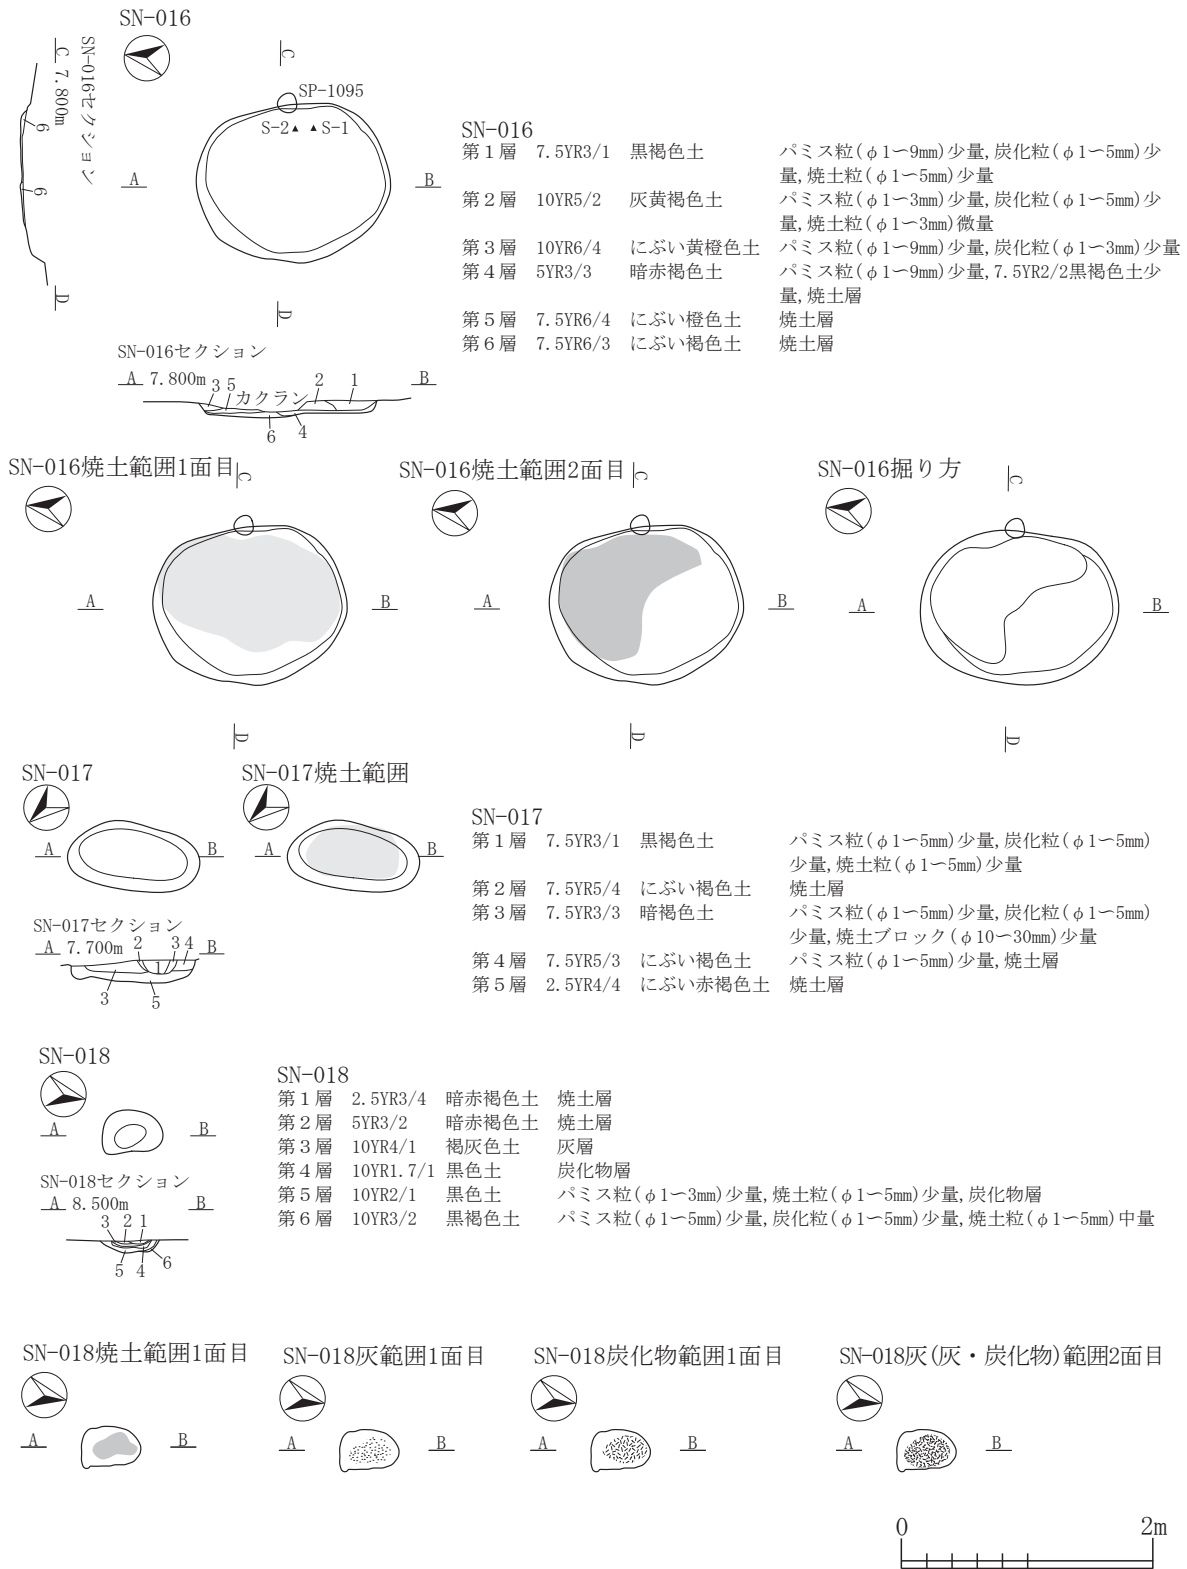 SN-016
C
SN-016セクション
C 7.800m
6
6
D
SP-1095
S-2 S-1
A
B
D
SN-016
第1層 7.5YR3/1 黒褐色土 パミス粒(φ1〜9mm)少量,炭化粒(φ1〜5mm)少
量,焼土粒(φ1〜5mm)少量
第2層 10YR5/2 灰黄褐色土 パミス粒(φ1〜3mm)少量,炭化粒(φ1〜5mm)少
量,焼土粒(φ1〜3mm)微量
第3層 10YR6/4 にぶい黄橙色土 パミス粒(φ1〜9mm)少量,炭化粒(φ1〜3mm)少量
第4層 5YR3/3 暗赤褐色土 パミス粒(φ1〜9mm)少量,7.5YR2/2黒褐色土少
量,焼土層
第5層 7.5YR6/4 にぶい橙色土 焼土層
第6層 7.5YR6/3 にぶい褐色土 焼土層
SN-016セクション
A 7.800m
B
3 5 カクラン 2 1
6 4
SN-016焼土範囲1面目
C
A
B
D
SN-016焼土範囲2面目
C
A
B
D
SN-016掘り方
C
A
B
D
SN-017
A
B
SN-017焼土範囲
A
B
SN-017セクション
A 7.700m 2 3 4 B
1
3 5
SN-017
第1層 7.5YR3/1 黒褐色土 パミス粒(φ1〜5mm)少量,炭化粒(φ1〜5mm)
少量,焼土粒(φ1〜5mm)少量
第2層 7.5YR5/4 にぶい褐色土 焼土層
第3層 7.5YR3/3 暗褐色土 パミス粒(φ1〜5mm)少量,炭化粒(φ1〜5mm)
少量,焼土ブロック(φ10〜30mm)少量
第4層 7.5YR5/3 にぶい褐色土 パミス粒(φ1〜5mm)少量,焼土層
第5層 2.5YR4/4 にぶい赤褐色土 焼土層
SN-018
A
B
SN-018セクション
A 8.500m
B
3 2 1
5 4 6
SN-018
第1層 2.5YR3/4 暗赤褐色土 焼土層
第2層 5YR3/2 暗赤褐色土 焼土層
第3層 10YR4/1 褐灰色土 灰層
第4層 10YR1.7/1 黒色土 炭化物層
第5層 10YR2/1 黒色土 パミス粒(φ1〜3mm)少量,焼土粒(φ1〜5mm)少量,炭化物層
第6層 10YR3/2 黒褐色土 パミス粒(φ1〜5mm)少量,炭化粒(φ1〜5mm)少量,焼土粒(φ1〜5mm)中量
SN-018焼土範囲1面目
A
B
SN-018灰範囲1面目
A
B
SN-018炭化物範囲1面目
A
B
SN-018灰(灰・炭化物)範囲2面目
A
B
0 2m